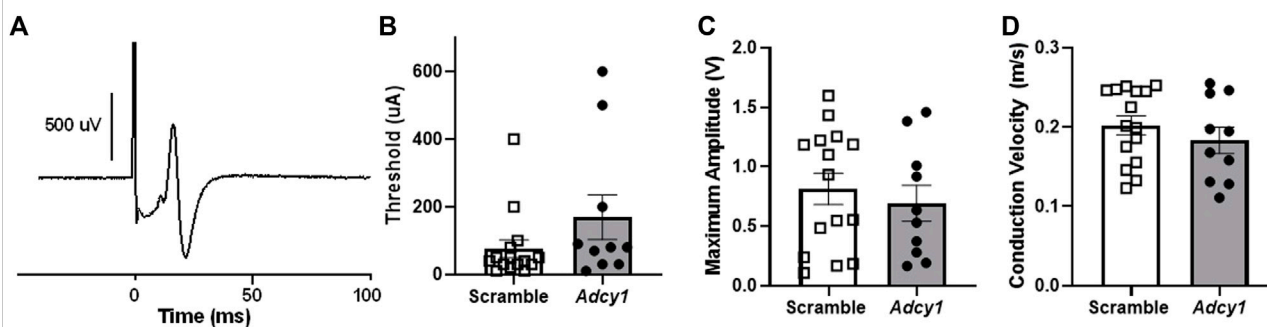 A
500 uV
0
50
100
Time (ms)
B
Threshold (uA)
600
400
200
0
Scramble
Adcy1
C
Maximum Amplitude (V)
2.0
1.5
1.0
0.5
0.0
Scramble
Adcy1
D
Conduction Velocity (m/s)
0.3
0.2
0.1
0.0
Scramble
Adcy1